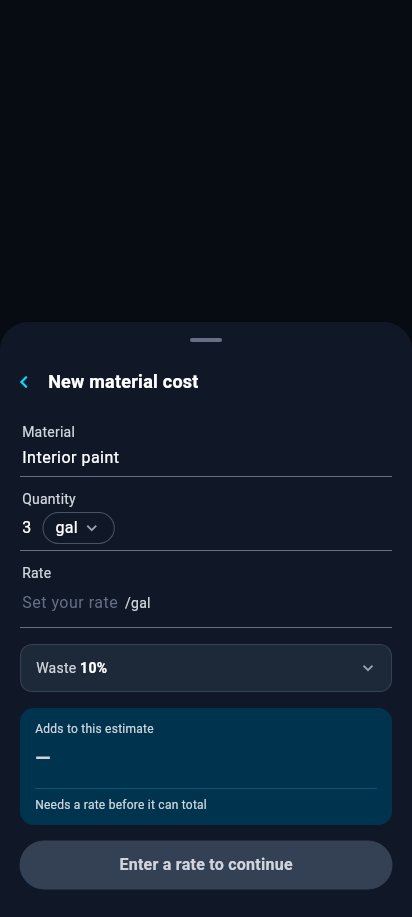 New material cost
Material
Interior paint
Quantity
3 gal
Rate
Set your rate /gal
Waste 10%
Adds to this estimate
—
Needs a rate before it can total
Enter a rate to continue